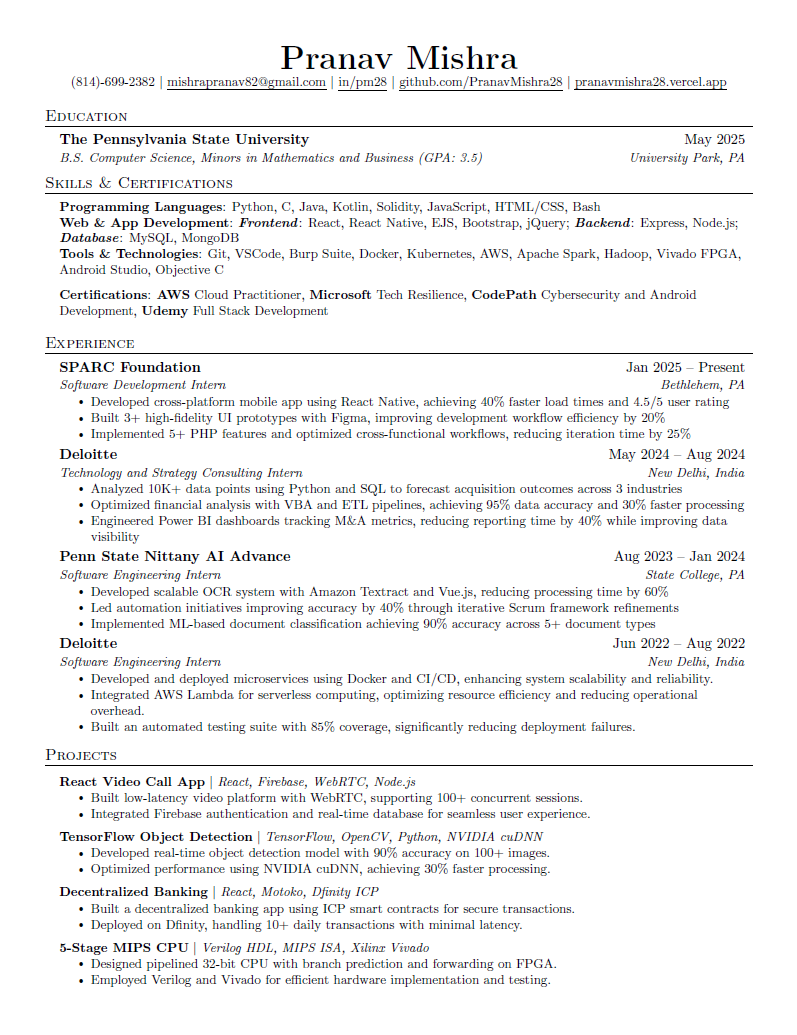 Pranav Mishra
(814)-699-2382 | mishrapranav82@gmail.com | in/pm28 | github.com/PranavMishra28 | pranavmishra28.vercel.app
Education
The Pennsylvania State University May 2025
B.S. Computer Science, Minors in Mathematics and Business (GPA: 3.5) University Park, PA
Skills & Certifications
Programming Languages: Python, C, Java, Kotlin, Solidity, JavaScript, HTML/CSS, Bash
Web & App Development: Frontend: React, React Native, EJS, Bootstrap, jQuery; Backend: Express, Node.js;
Database: MySQL, MongoDB
Tools & Technologies: Git, VSCode, Burp Suite, Docker, Kubernetes, AWS, Apache Spark, Hadoop, Vivado FPGA,
Android Studio, Objective C
Certifications: AWS Cloud Practitioner, Microsoft Tech Resilience, CodePath Cybersecurity and Android
Development, Udemy Full Stack Development
Experience
SPARC Foundation Jan 2025 – Present
Software Development Intern Bethlehem, PA
• Developed cross-platform mobile app using React Native, achieving 40% faster load times and 4.5/5 user rating
• Built 3+ high-fidelity UI prototypes with Figma, improving development workflow efficiency by 20%
• Implemented 5+ PHP features and optimized cross-functional workflows, reducing iteration time by 25%
Deloitte May 2024 – Aug 2024
Technology and Strategy Consulting Intern New Delhi, India
• Analyzed 10K+ data points using Python and SQL to forecast acquisition outcomes across 3 industries
• Optimized financial analysis with VBA and ETL pipelines, achieving 95% data accuracy and 30% faster processing
• Engineered Power BI dashboards tracking M&A metrics, reducing reporting time by 40% while improving data
visibility
Penn State Nittany AI Advance Aug 2023 – Jan 2024
Software Engineering Intern State College, PA
• Developed scalable OCR system with Amazon Textract and Vue.js, reducing processing time by 60%
• Led automation initiatives improving accuracy by 40% through iterative Scrum framework refinements
• Implemented ML-based document classification achieving 90% accuracy across 5+ document types
Deloitte Jun 2022 – Aug 2022
Software Engineering Intern New Delhi, India
• Developed and deployed microservices using Docker and CI/CD, enhancing system scalability and reliability.
• Integrated AWS Lambda for serverless computing, optimizing resource efficiency and reducing operational
overhead.
• Built an automated testing suite with 85% coverage, significantly reducing deployment failures.
Projects
React Video Call App | React, Firebase, WebRTC, Node.js
• Built low-latency video platform with WebRTC, supporting 100+ concurrent sessions.
• Integrated Firebase authentication and real-time database for seamless user experience.
TensorFlow Object Detection | TensorFlow, OpenCV, Python, NVIDIA cuDNN
• Developed real-time object detection model with 90% accuracy on 100+ images.
• Optimized performance using NVIDIA cuDNN, achieving 30% faster processing.
Decentralized Banking | React, Motoko, Dfinity ICP
• Built a decentralized banking app using ICP smart contracts for secure transactions.
• Deployed on Dfinity, handling 10+ daily transactions with minimal latency.
5-Stage MIPS CPU | Verilog HDL, MIPS ISA, Xilinx Vivado
• Designed pipelined 32-bit CPU with branch prediction and forwarding on FPGA.
• Employed Verilog and Vivado for efficient hardware implementation and testing.